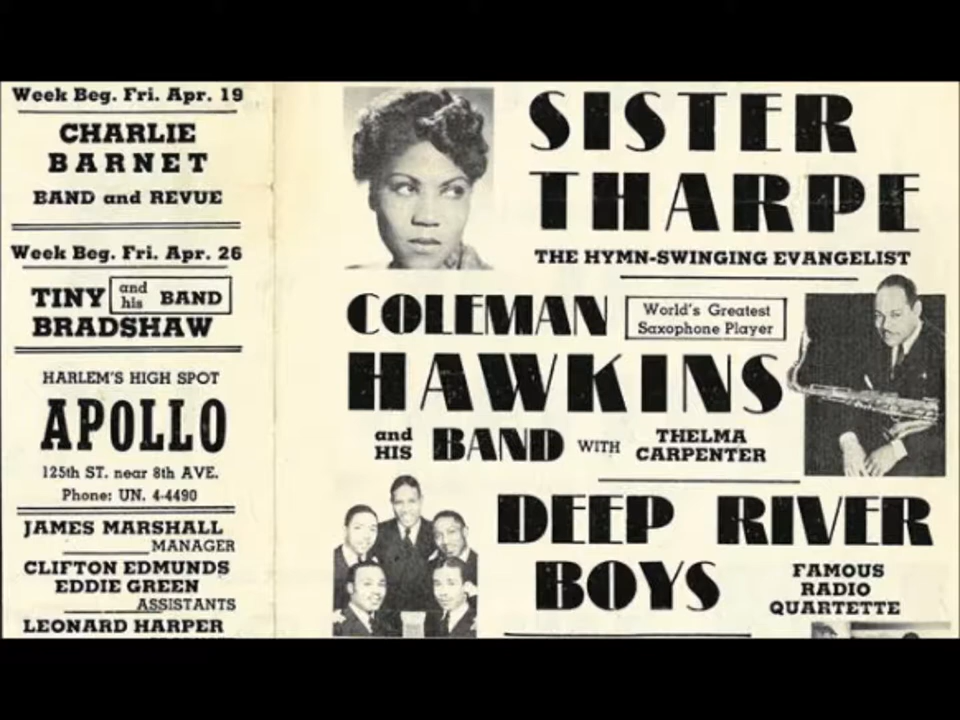 Week Beg. Fri. Apr. 19
CHARLIE
BARNET
BAND and REVUE
Week Beg. Fri. Apr. 26
TINY and his BAND
BRADSHAW
HARLEM'S HIGH SPOT
APOLLO
125th ST. near 8th AVE.
Phone: UN. 4-4490
JAMES MARSHALL
MANAGER
CLIFTON EDMUNDS
EDDIE GREEN
ASSISTANTS
LEONARD HARPER
SISTER
THARPE
THE HYMN-SWINGING EVANGELIST
COLEMAN
World's Greatest
Saxophone Player
HAWKINS
and HIS BAND WITH THELMA CARPENTER
DEEP RIVER
BOYS
FAMOUS
RADIO
QUARTETTE